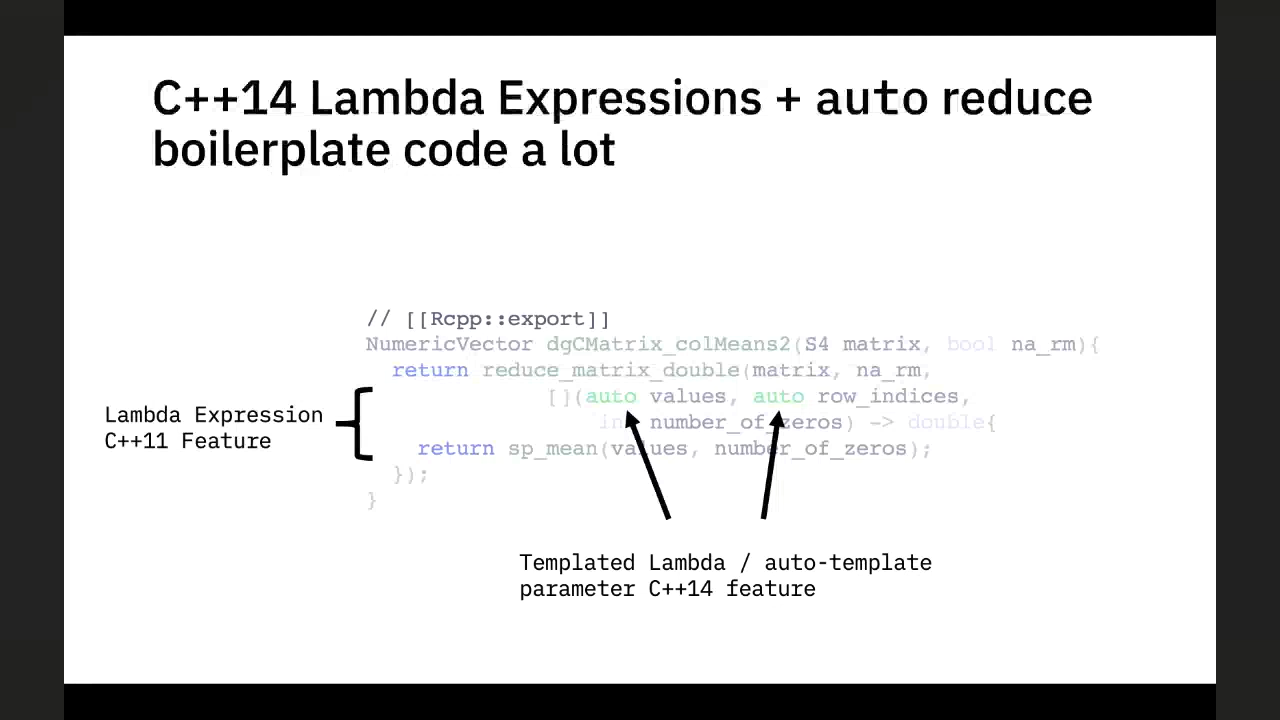 C++14 Lambda Expressions + auto reduce
boilerplate code a lot
// [[Rcpp::export]]
NumericVector dgCMatrix_colMeans2(S4 matrix, bool na_rm){
return reduce_matrix_double(matrix, na_rm,
[](auto values, auto row_indices,
int number_of_zeros) -> double{
return sp_mean(values, number_of_zeros);
});
}
Lambda Expression
C++11 Feature
Templated Lambda / auto-template
parameter C++14 feature